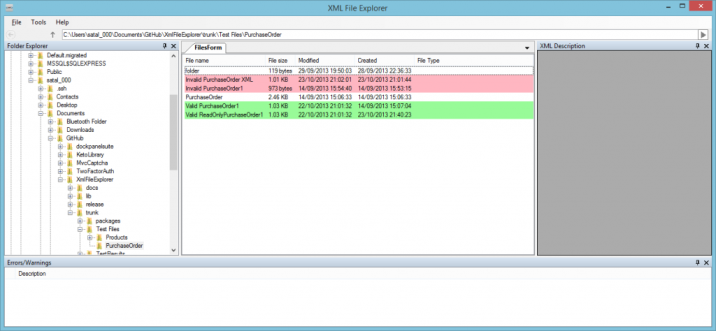 XML File Explorer
File Tools Help
C:\Users\satal_000\Documents\GitHub\XmlFileExplorer\trunk\Test Files\PurchaseOrder
Folder Explorer
Default.migrated
MSSQL$SQLEXPRESS
Public
satal_000
.ssh
Contacts
Desktop
Documents
Bluetooth Folder
Downloads
GitHub
dockpanelsuite
KetoLibrary
MvcCaptcha
TwoFactorAuth
XmlFileExplorer
docs
lib
release
trunk
packages
Test Files
Products
PurchaseOrder
TestResults
FilesForm
File name File size Modified Created File Type
folder 119 bytes 29/09/2013 19:50:03 28/09/2013 22:36:33
Invalid PurchaseOrder XML 1.01 KB 23/10/2013 21:02:01 23/10/2013 21:01:44
Invalid PurchaseOrder1 973 bytes 14/09/2013 15:54:40 14/09/2013 15:53:15
PurchaseOrder 2.46 KB 14/09/2013 15:06:33 14/09/2013 15:06:33
Valid PurchaseOrder1 1.03 KB 22/10/2013 21:01:32 14/09/2013 15:07:04
Valid ReadOnlyPurchaseOrder1 1.03 KB 22/10/2013 21:01:32 23/10/2013 21:40:23
XML Description
Errors/Warnings
Description